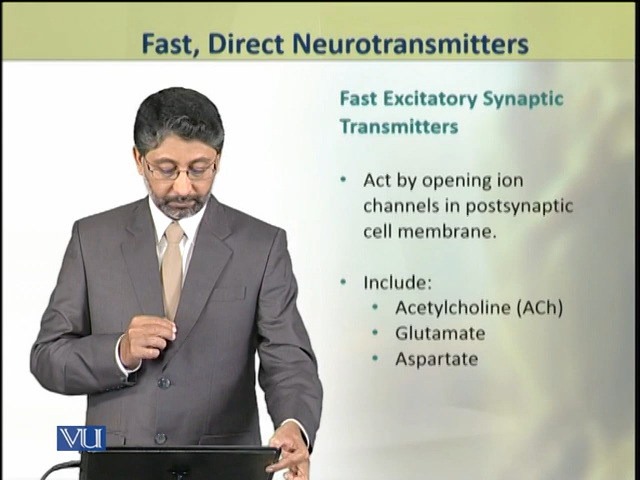 Fast, Direct Neurotransmitters
Fast Excitatory Synaptic
Transmitters
• Act by opening ion
channels in postsynaptic
cell membrane.
• Include:
• Acetylcholine (ACh)
• Glutamate
• Aspartate
VU